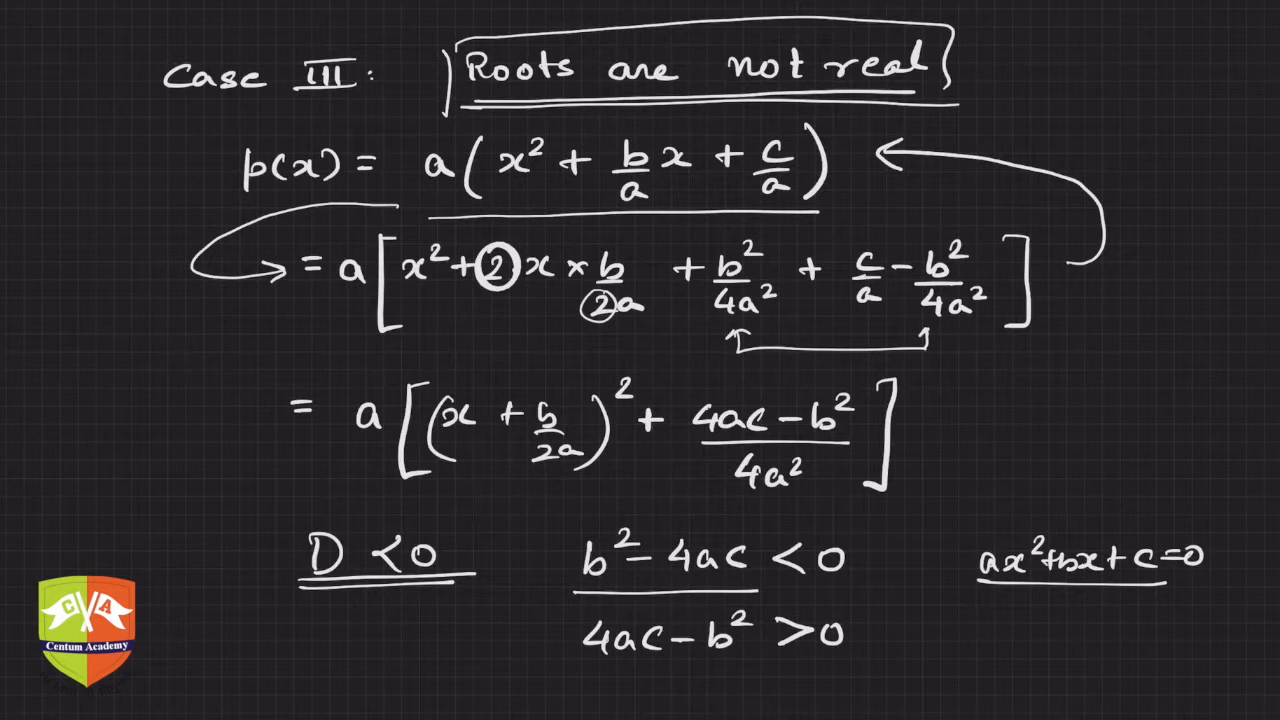 Case III: Roots are not real
p(x) = a(x² + b/a x + c/a)
= a[x² + 2x × b/2a + b²/4a² + c/a - b²/4a²]
= a[(x + b/2a)² + 4ac - b²/4a²]
D < 0 b² - 4ac < 0 ax² + bx + c = 0
4ac - b² > 0
C A
Centum Academy